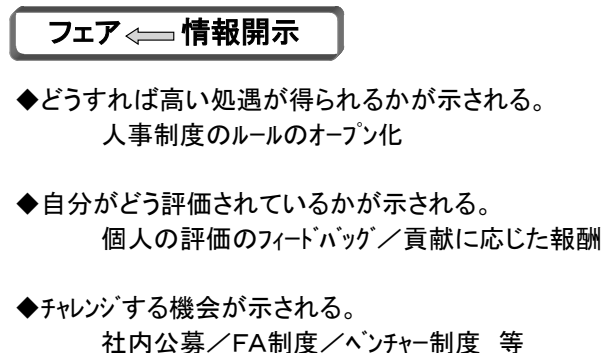 フェア ⇐ 情報開示
◆どうすれば高い処遇が得られるかが示される。
人事制度のルールのオープン化
◆自分がどう評価されているかが示される。
個人の評価のフィードバッグ／貢献に応じた報酬
◆チャレンジする機会が示される。
社内公募／FA制度／ベンチャー制度　等